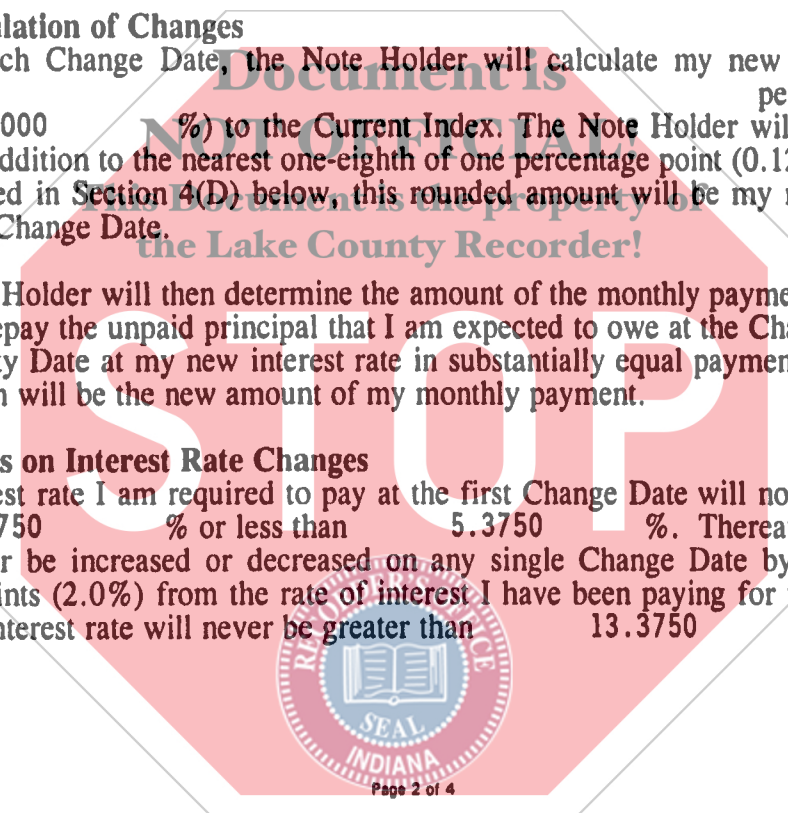 lation of Changes
ch Change Date, the Note Holder will calculate my new
pe
000 %) to the Current Index. The Note Holder wil
ddition to the nearest one-eighth of one percentage point (0.12
ed in Section 4(D) below, this rounded amount will be my
Change Date.
Document is
NOT OFFICIAL!
This Document is the property of
the Lake County Recorder!
Holder will then determine the amount of the monthly payme
epay the unpaid principal that I am expected to owe at the Cha
y Date at my new interest rate in substantially equal paymen
will be the new amount of my monthly payment.
STOP
s on Interest Rate Changes
est rate I am required to pay at the first Change Date will no
750 % or less than 5.3750 %. Therea
r be increased or decreased on any single Change Date by
ints (2.0%) from the rate of interest I have been paying for
nterest rate will never be greater than 13.3750
RECORDER'S OFFICE
SEAL
INDIANA
Page 2 of 4